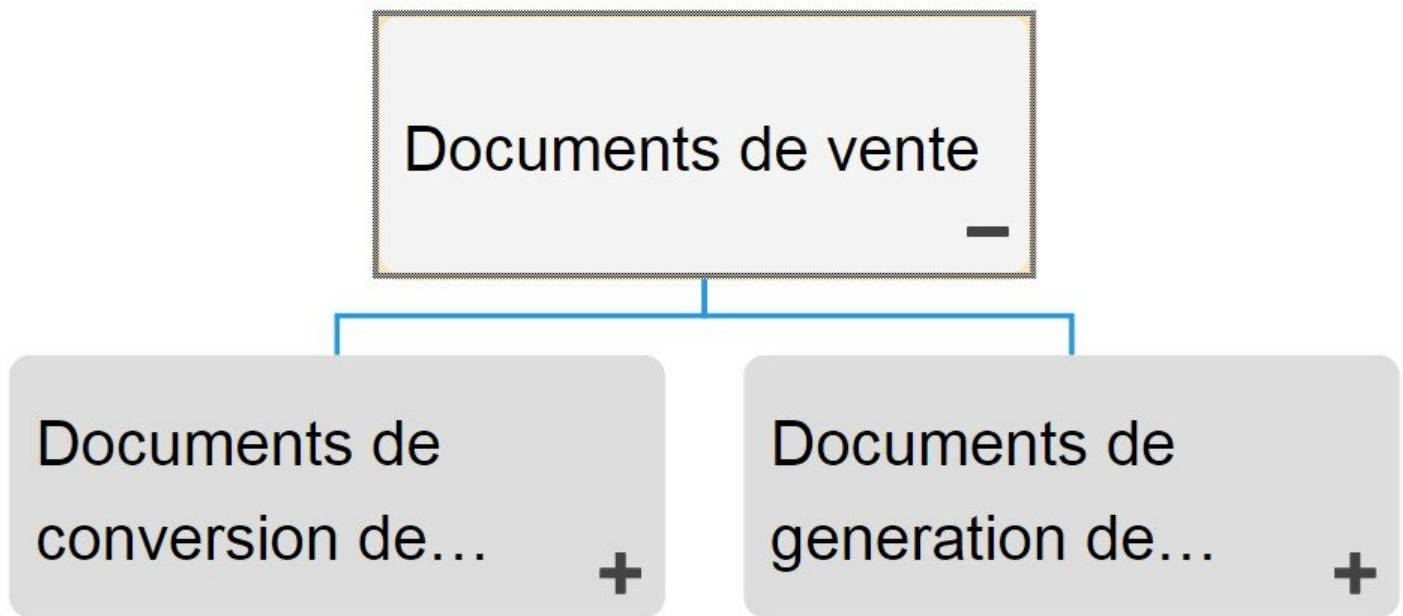 Documents de vente
Documents de
conversion de…
Documents de
generation de…